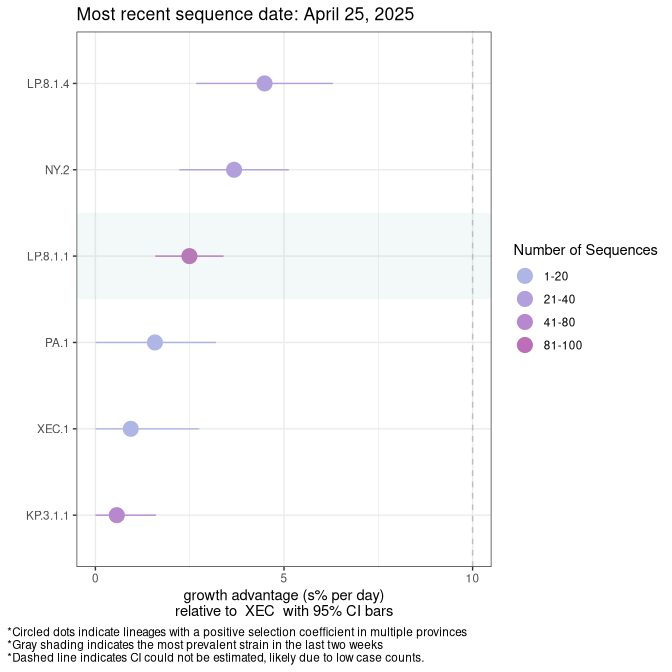 Most recent sequence date: April 25, 2025
LP.8.1.4
NY.2
LP.8.1.1
PA.1
XEC.1
KP.3.1.1
0 5 10
growth advantage (s% per day)
relative to XEC with 95% CI bars
Number of Sequences
1-20
21-40
41-80
81-100
*Circled dots indicate lineages with a positive selection coefficient in multiple provinces
*Gray shading indicates the most prevalent strain in the last two weeks
*Dashed line indicates CI could not be estimated, likely due to low case counts.